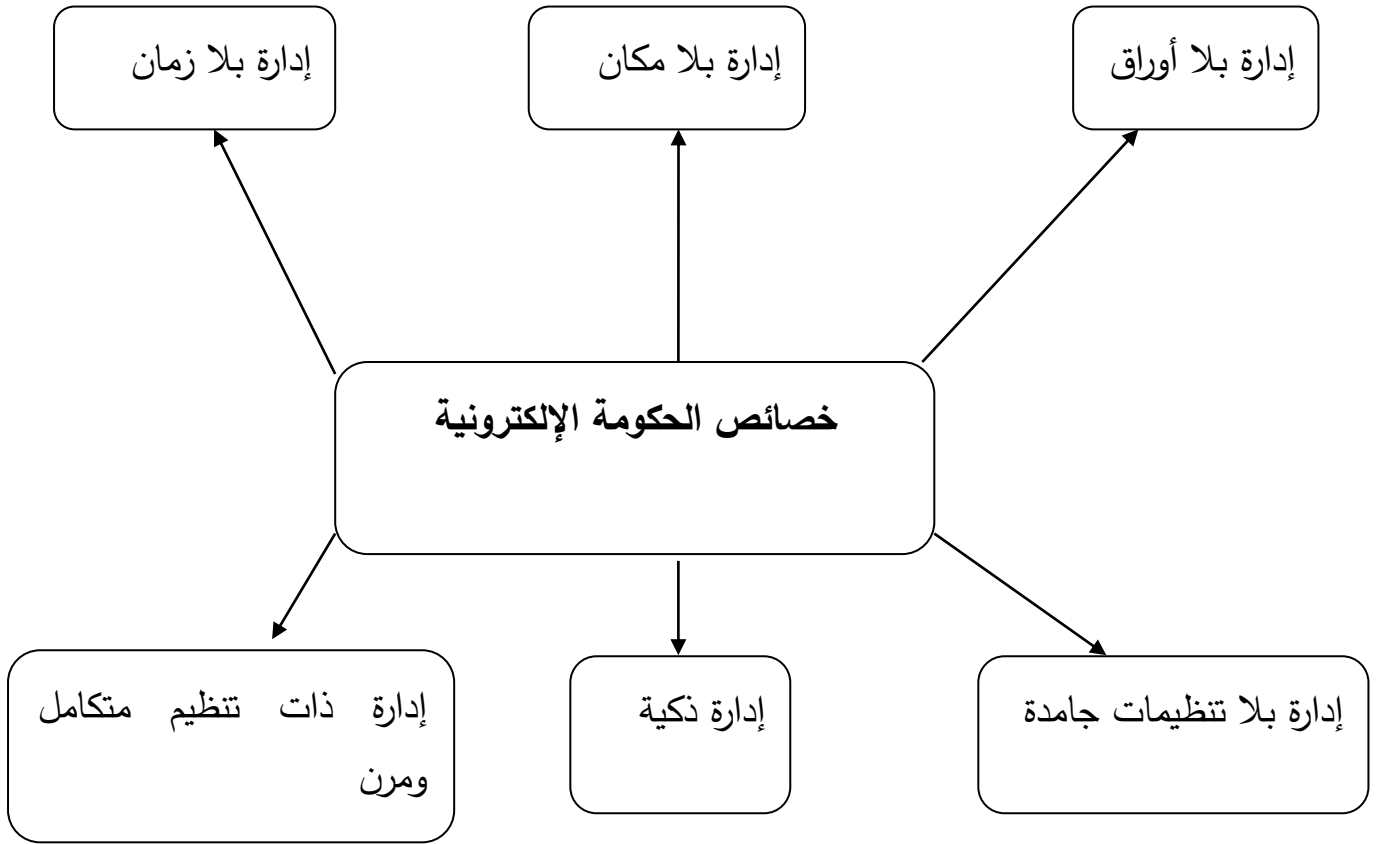 إدارة بلا أوراق
إدارة بلا مكان
إدارة بلا زمان
خصائص الحكومة الإلكترونية
إدارة بلا تنظيمات جامدة
إدارة ذكية
إدارة ذات تنظيم متكامل
ومرن